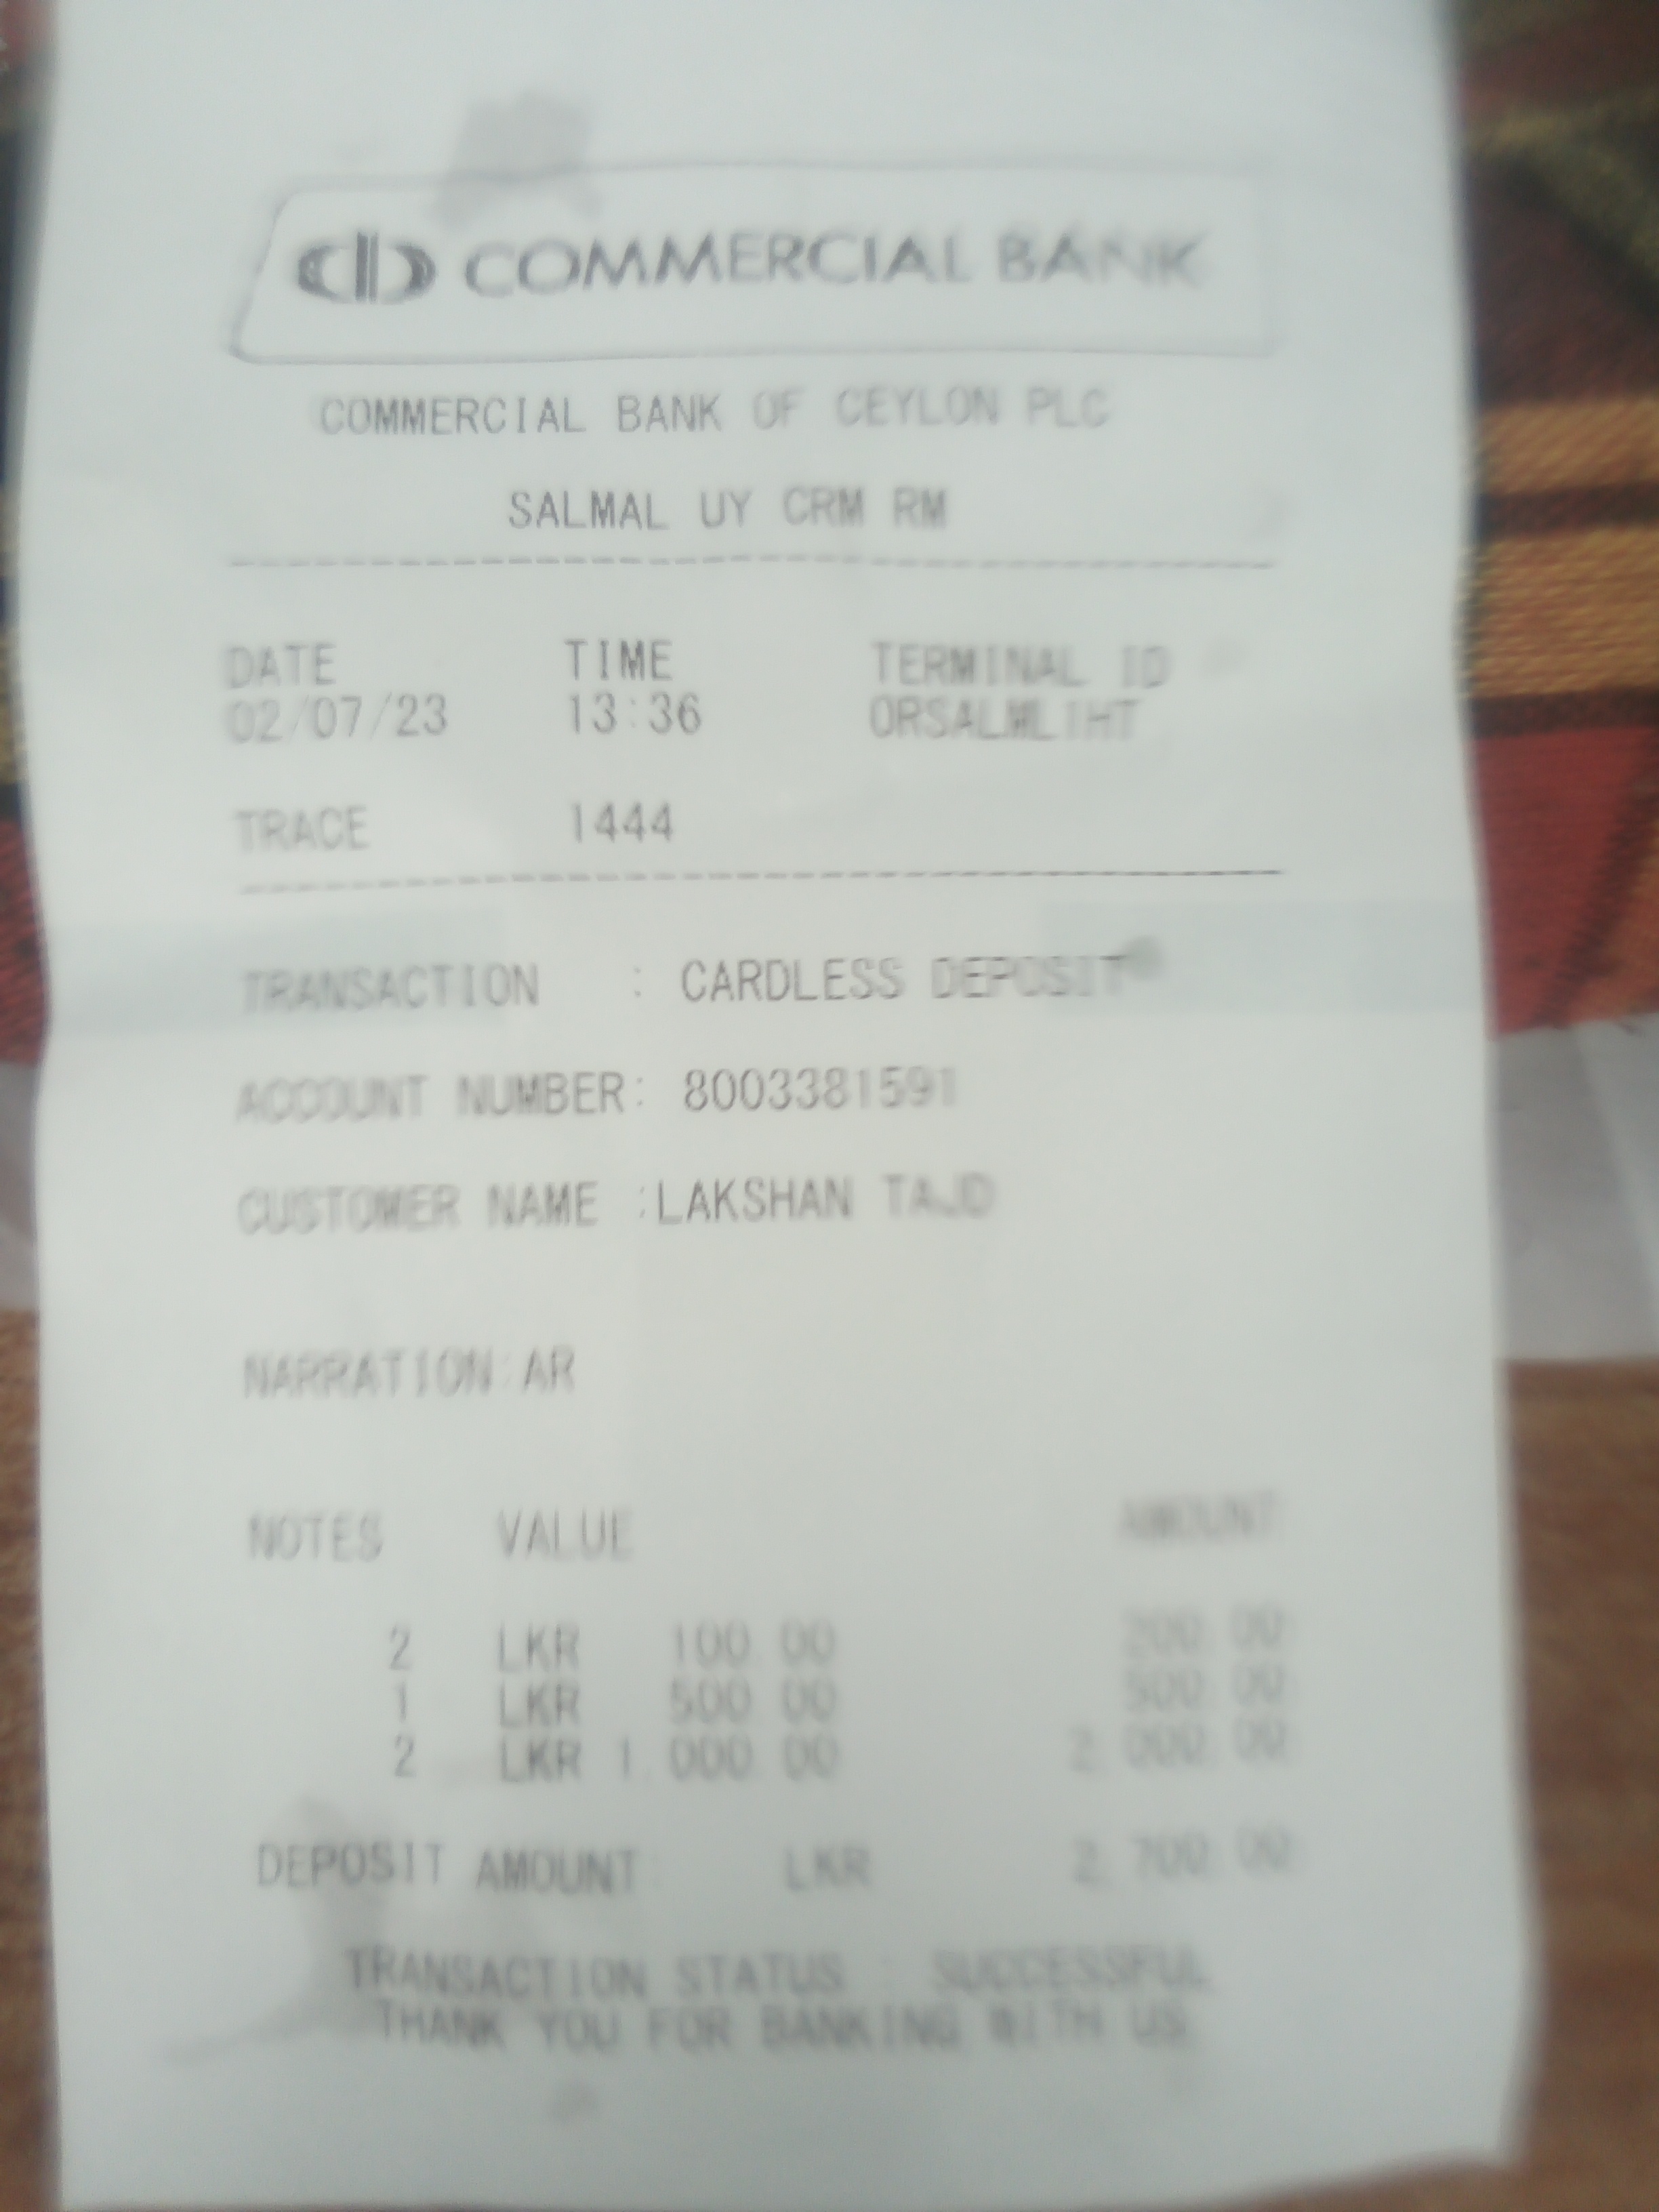 COMMERCIAL BANK
COMMERCIAL BANK OF CEYLON PLC
SALMAL UY CRM RM
DATE TIME TERMINAL ID
02/07/23 13:36 ORSALMLIHT
TRACE 1444
TRANSACTION : CARDLESS DEPOSIT
ACCOUNT NUMBER: 8003381591
CUSTOMER NAME :LAKSHAN TAJD
NARRATION:AR
NOTES VALUE AMOUNT
2 LKR 100.00 200.00
1 LKR 500.00 500.00
2 LKR 1,000.00 2,000.00
DEPOSIT AMOUNT LKR 2,700.00
TRANSACTION STATUS : SUCCESSFUL
THANK YOU FOR BANKING WITH US